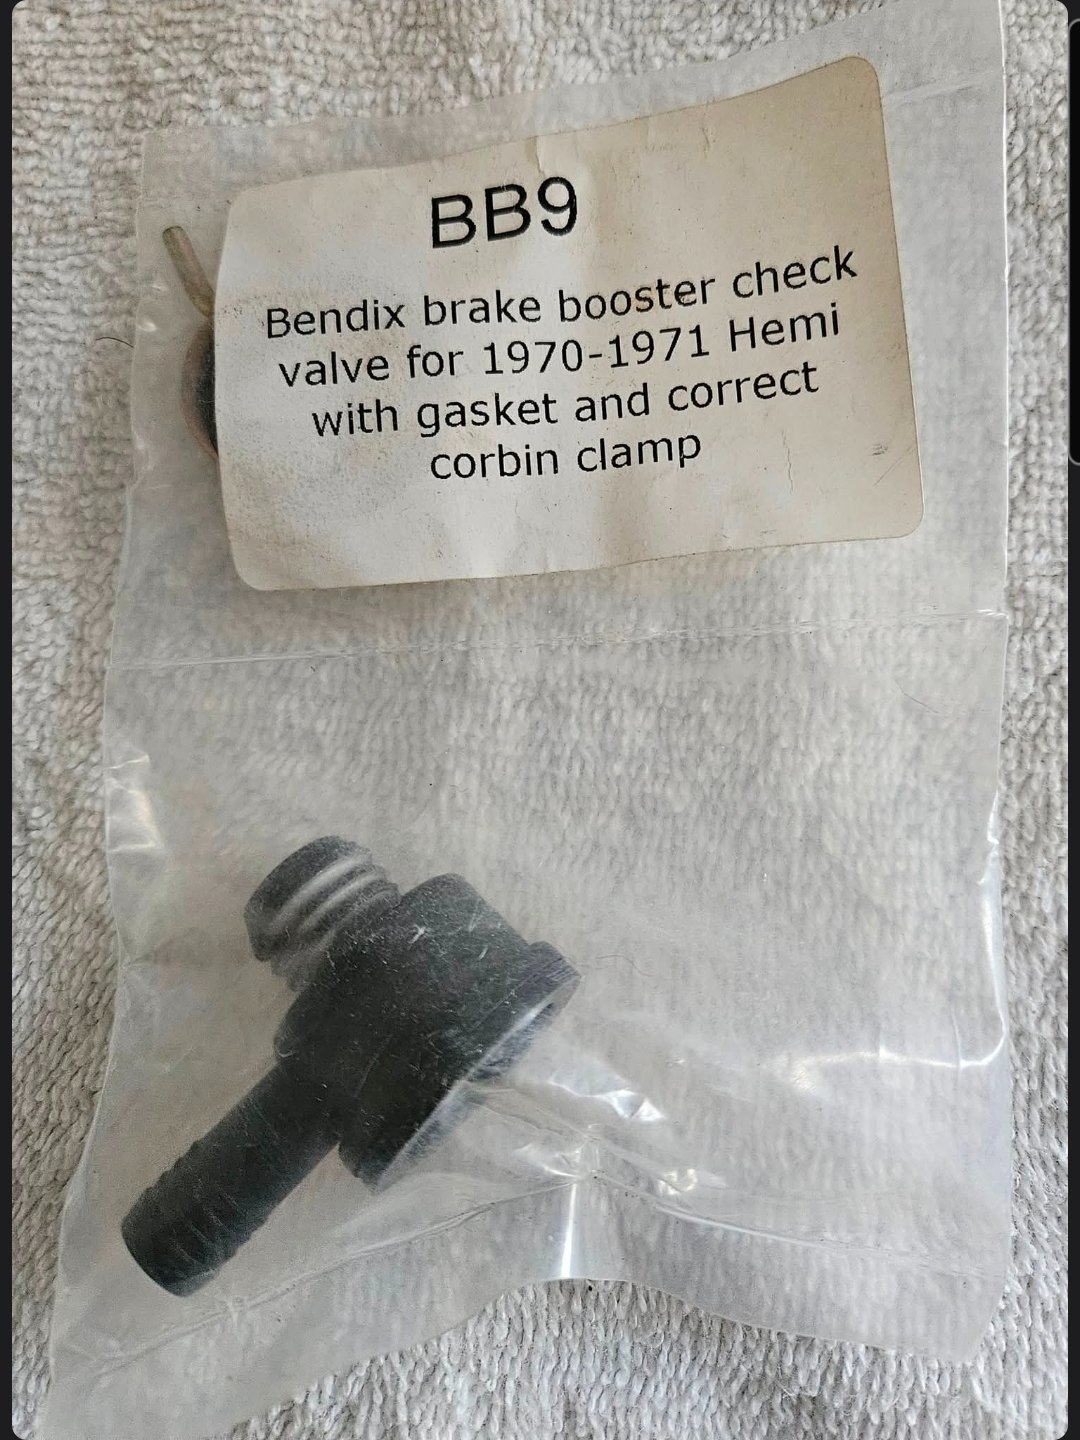 BB9
Bendix brake booster check
valve for 1970-1971 Hemi
with gasket and correct
corbin clamp